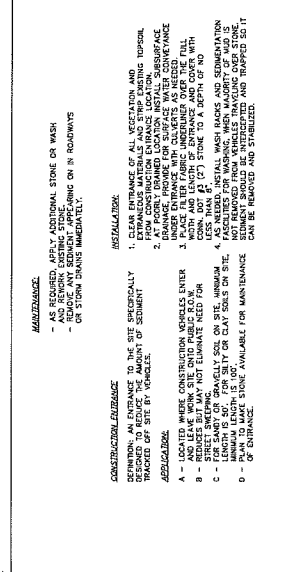 CONSTRUCTION ENTRANCE
DEFINITION: AN ENTRANCE TO THE SITE SPECIFICALLY
DESIGNED TO REDUCE THE AMOUNT OF SEDIMENT
TRACKED OFF SITE BY VEHICLES.
APPLICATION:
A - LOCATED WHERE CONSTRUCTION VEHICLES ENTER
AND LEAVE WORK SITE ONTO PUBLIC R.O.W.
B - REDUCES BUT MAY NOT ELIMINATE NEED FOR
STREET SWEEPING.
C - FOR SANDY OR GRAVELLY SOIL ON SITE, MINIMUM
LENGTH IS 50'. FOR SILTY OR CLAY SOILS ON SITE,
MINIMUM LENGTH IS 100'.
D - PLAN TO MAKE STONE AVAILABLE FOR MAINTENANCE
OF ENTRANCE.
INSTALLATION:
1. CLEAR ENTRANCE OF ALL VEGETATION AND
EXTRANEOUS MATERIALS AND STRIP EXISTING TOPSOIL
FROM CONSTRUCTION ENTRANCE LOCATION.
2. AT POORLY DRAINED LOCATION INSTALL SUBSURFACE
DRAINAGE, PROVIDE FOR SURFACE WATER CONVEYANCE
UNDER ENTRANCE WITH CULVERTS AS NEEDED.
3. PLACE FILTER FABRIC UNDERLINER OVER THE FULL
WIDTH AND LENGTH OF ENTRANCE AND COVER WITH
CONN. DOT #3 (2") STONE TO A DEPTH OF NO
LESS THAN 6".
4. AS NEEDED, INSTALL WASH RACKS AND SEDIMENTATION
FACILITIES FOR WASHING, WHEN MAJORITY OF MUD IS
NOT REMOVED FROM VEHICLES TRAVELING OVER STONE.
SEDIMENT SHOULD BE INTERCEPTED AND TRAPPED SO IT
CAN BE REMOVED AND STABILIZED.
MAINTENANCE:
- AS REQUIRED, APPLY ADDITIONAL STONE OR WASH
AND REWORK EXISTING STONE.
-REMOVE ANY SEDIMENT APPEARING ON IN ROADWAYS
OR STORM DRAINS IMMEDIATELY.